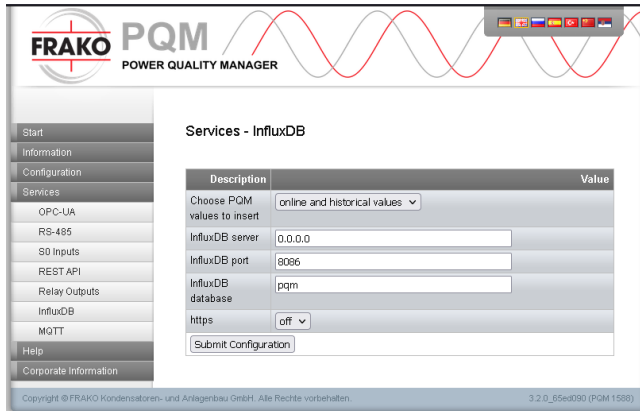 FRAKO
PQM
POWER QUALITY MANAGER
Start
Information
Configuration
Services
OPC-UA
RS-485
S0 Inputs
REST API
Relay Outputs
InfluxDB
MQTT
Help
Corporate Information
Services - InfluxDB
Description Value
Choose PQM
values to insert
online and historical values
InfluxDB server 0.0.0.0
InfluxDB port 8086
InfluxDB
database
pqm
https off
Submit Configuration
Copyright © FRAKO Kondensatoren- und Anlagenbau GmbH. Alle Rechte vorbehalten. 3.2.0_65ed090 (PQM 1588)